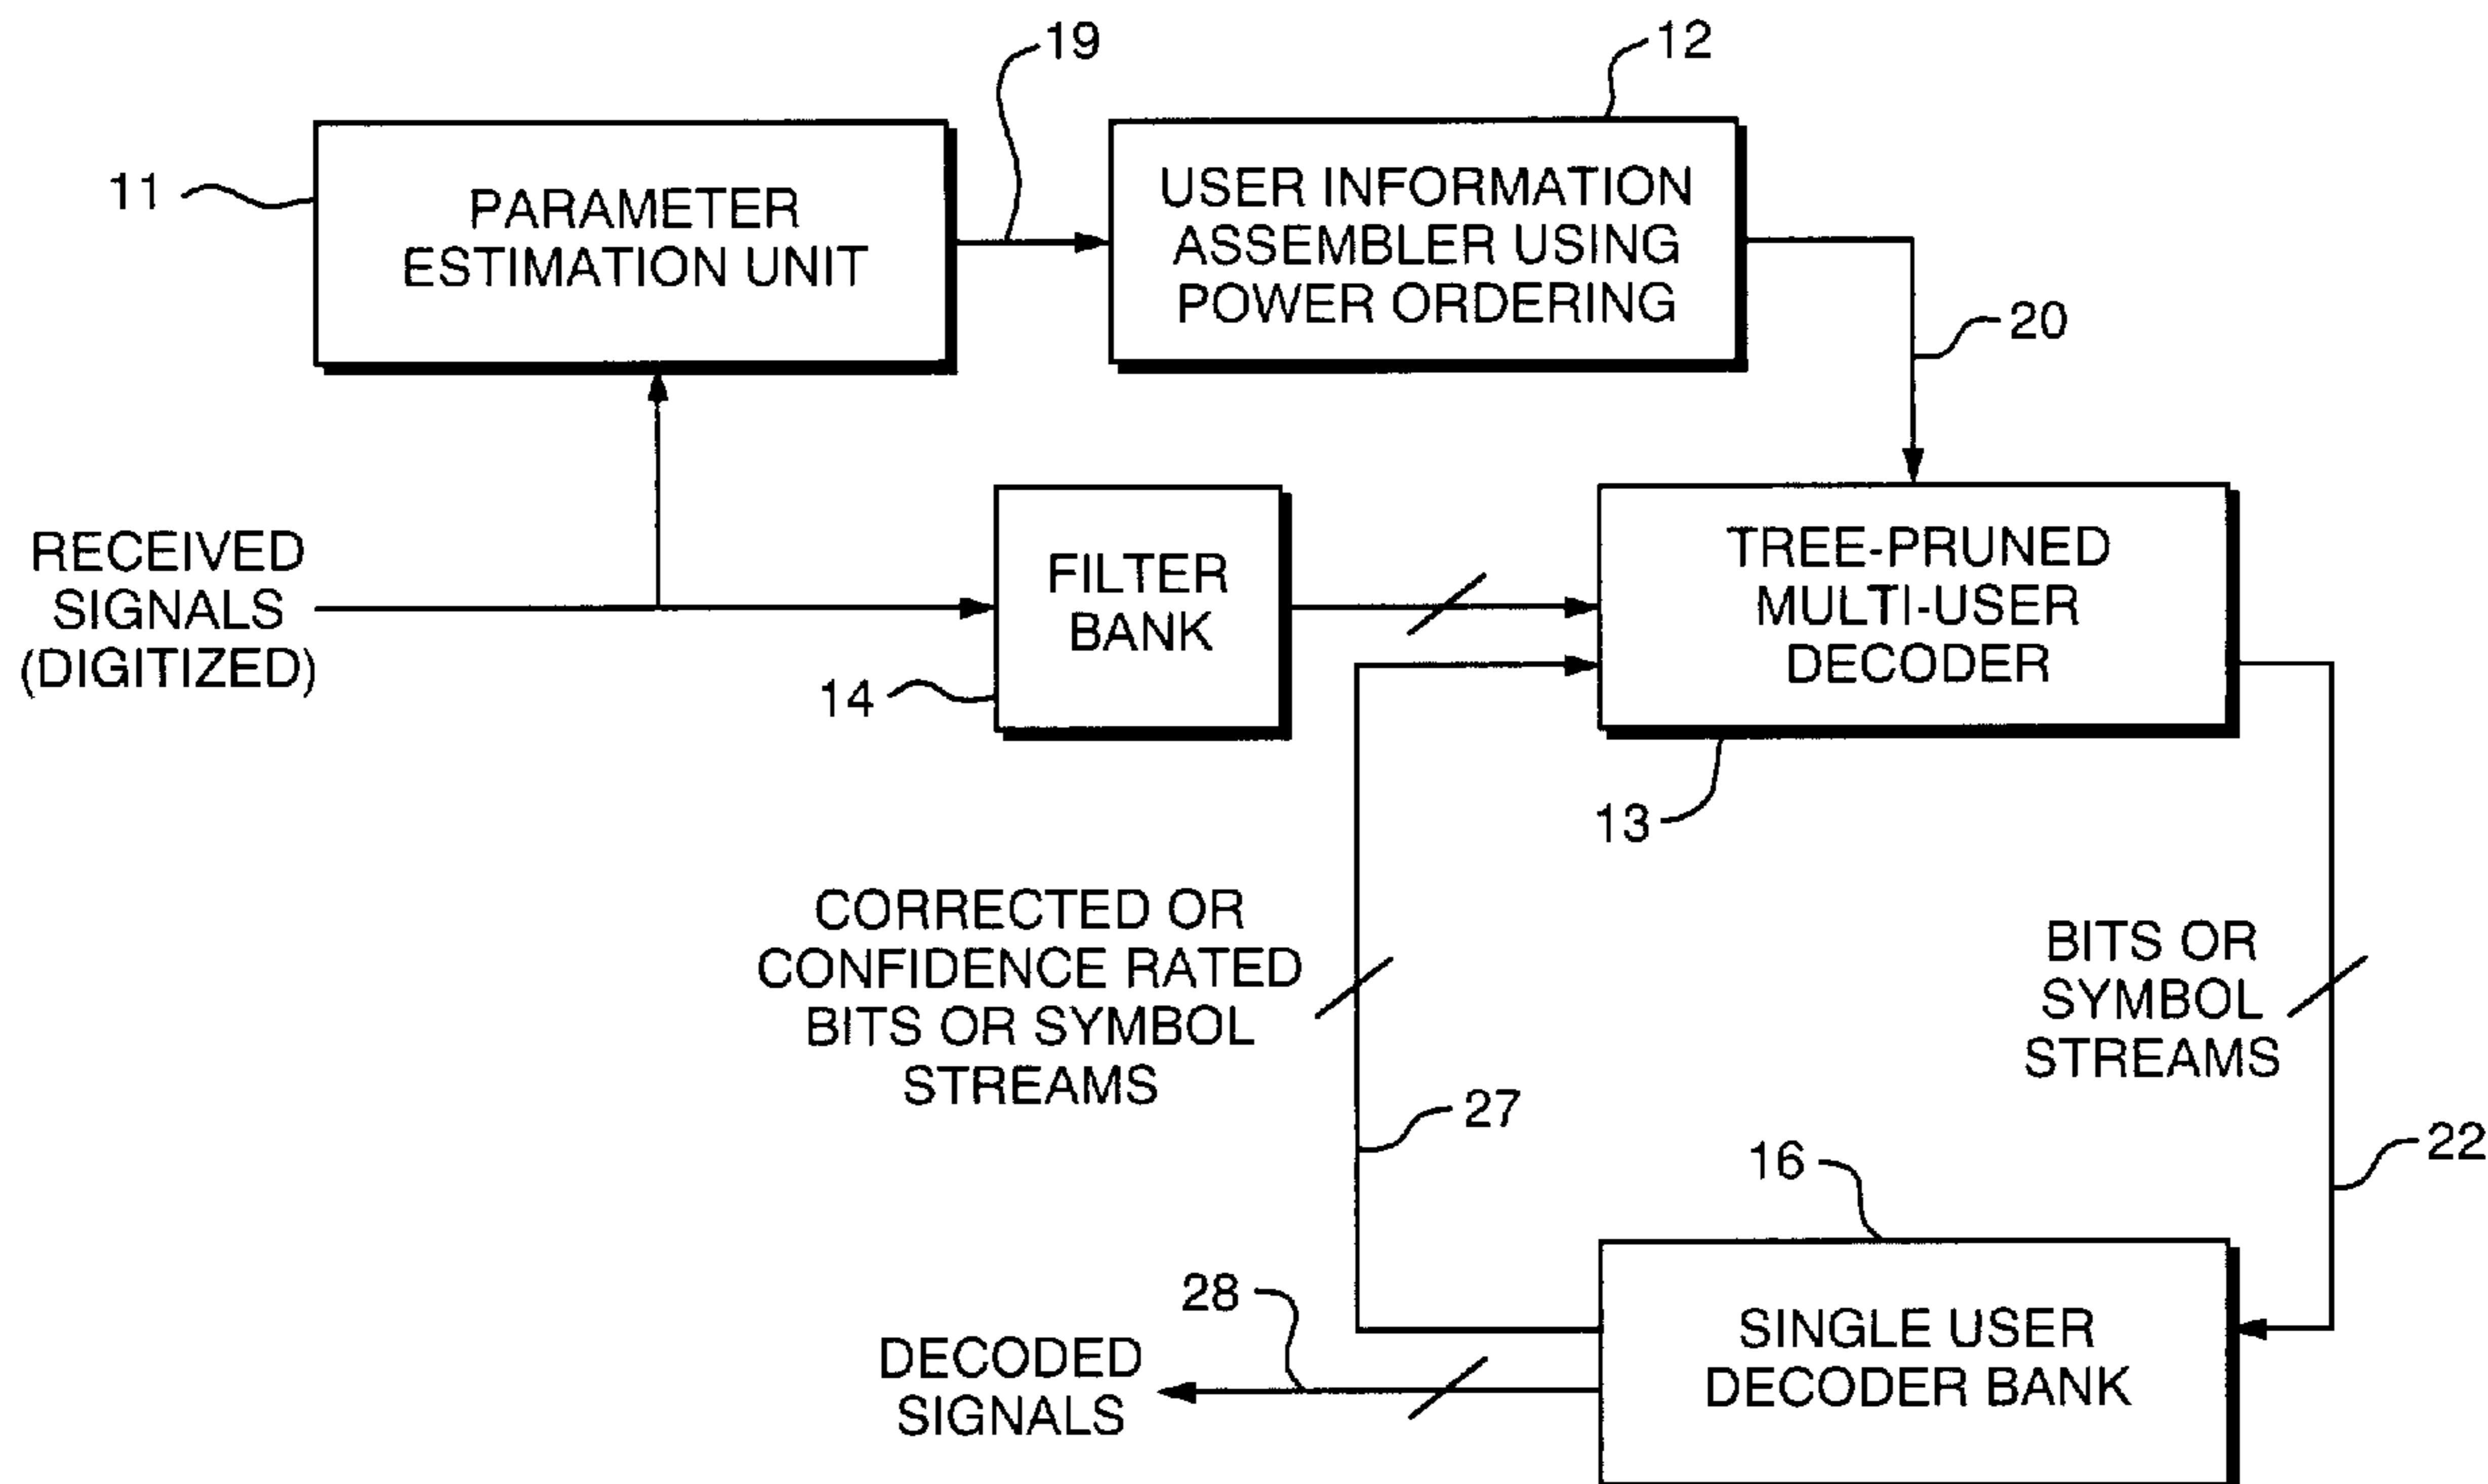 19
12
11
PARAMETER
ESTIMATION UNIT
USER INFORMATION
ASSEMBLER USING
POWER ORDERING
20
RECEIVED
SIGNALS
(DIGITIZED)
FILTER
BANK
14
TREE-PRUNED
MULTI-USER
DECODER
13
CORRECTED OR
CONFIDENCE RATED
BITS OR SYMBOL
STREAMS
BITS OR
SYMBOL
STREAMS
27
22
16
28
DECODED
SIGNALS
SINGLE USER
DECODER BANK